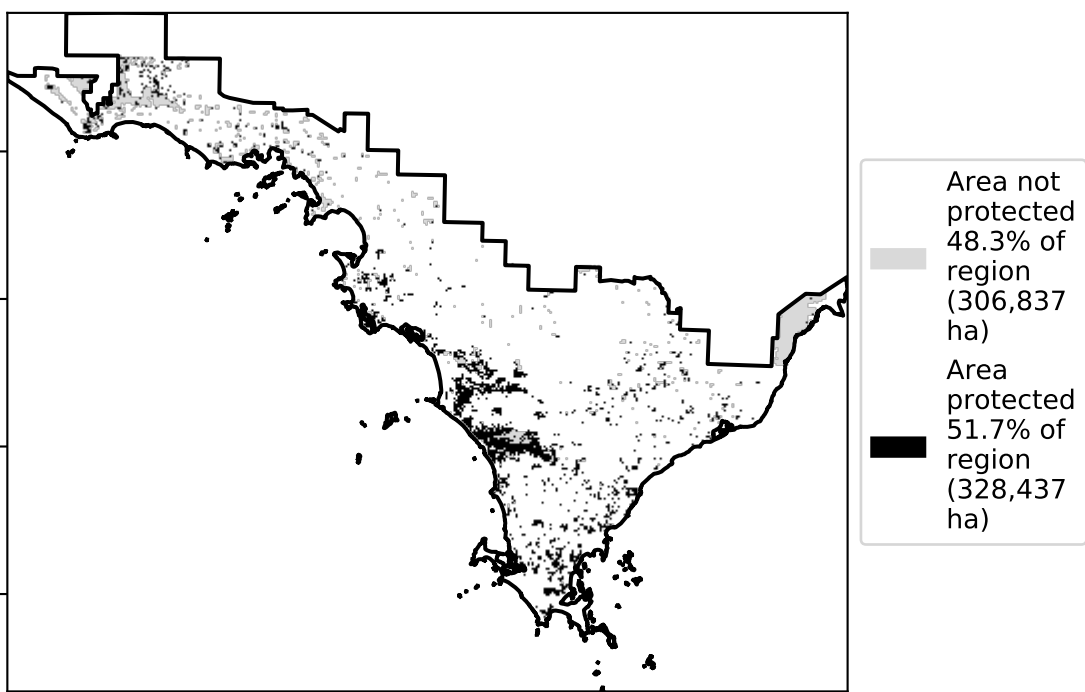 Area not
protected
48.3% of
region
(306,837
ha)
Area
protected
51.7% of
region
(328,437
ha)